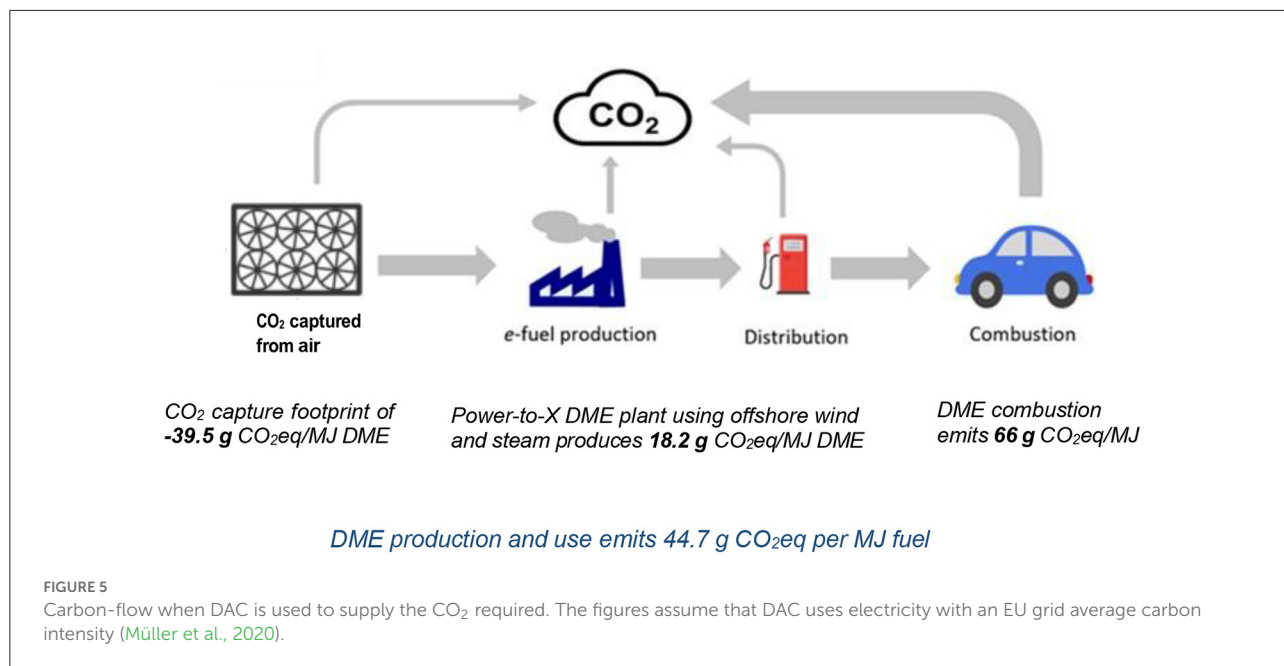 CO₂
CO₂ captured
from air
e-fuel production
Distribution
Combustion
CO₂ capture footprint of
-39.5 g CO₂eq/MJ DME
Power-to-X DME plant using offshore wind
and steam produces 18.2 g CO₂eq/MJ DME
DME combustion
emits 66 g CO₂eq/MJ
DME production and use emits 44.7 g CO₂eq per MJ fuel
FIGURE 5
Carbon-flow when DAC is used to supply the CO₂ required. The figures assume that DAC uses electricity with an EU grid average carbon
intensity (Müller et al., 2020).